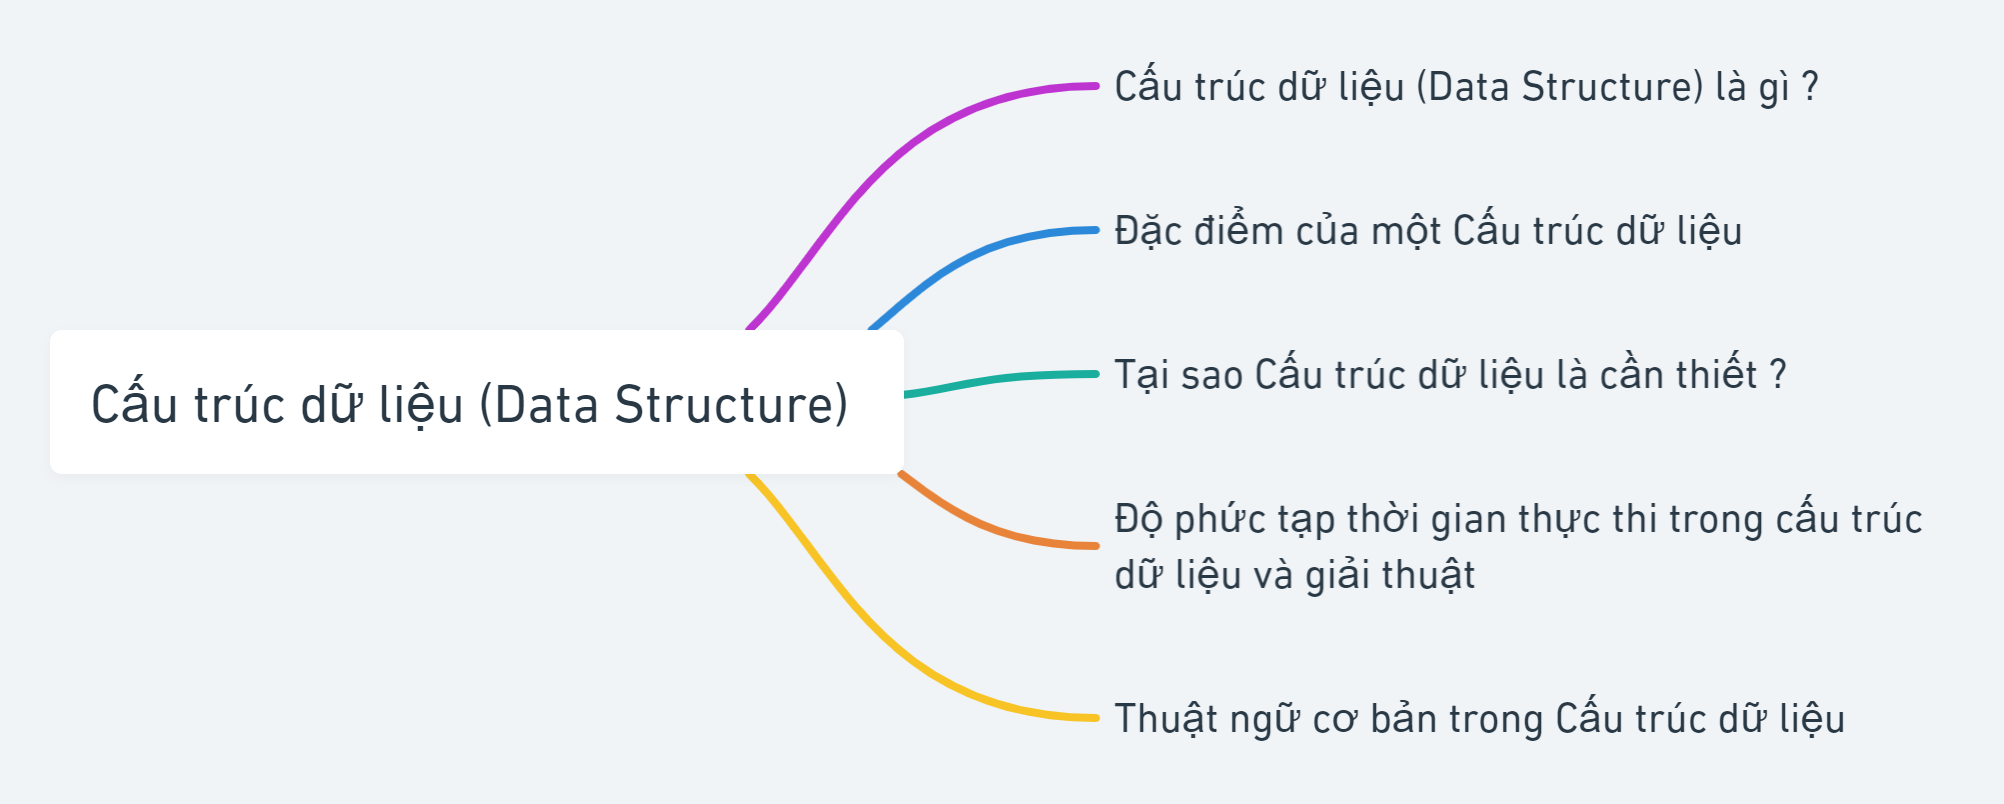 Cấu trúc dữ liệu (Data Structure)
Cấu trúc dữ liệu (Data Structure) là gì ?
Đặc điểm của một Cấu trúc dữ liệu
Tại sao Cấu trúc dữ liệu là cần thiết ?
Độ phức tạp thời gian thực thi trong cấu trúc
dữ liệu và giải thuật
Thuật ngữ cơ bản trong Cấu trúc dữ liệu